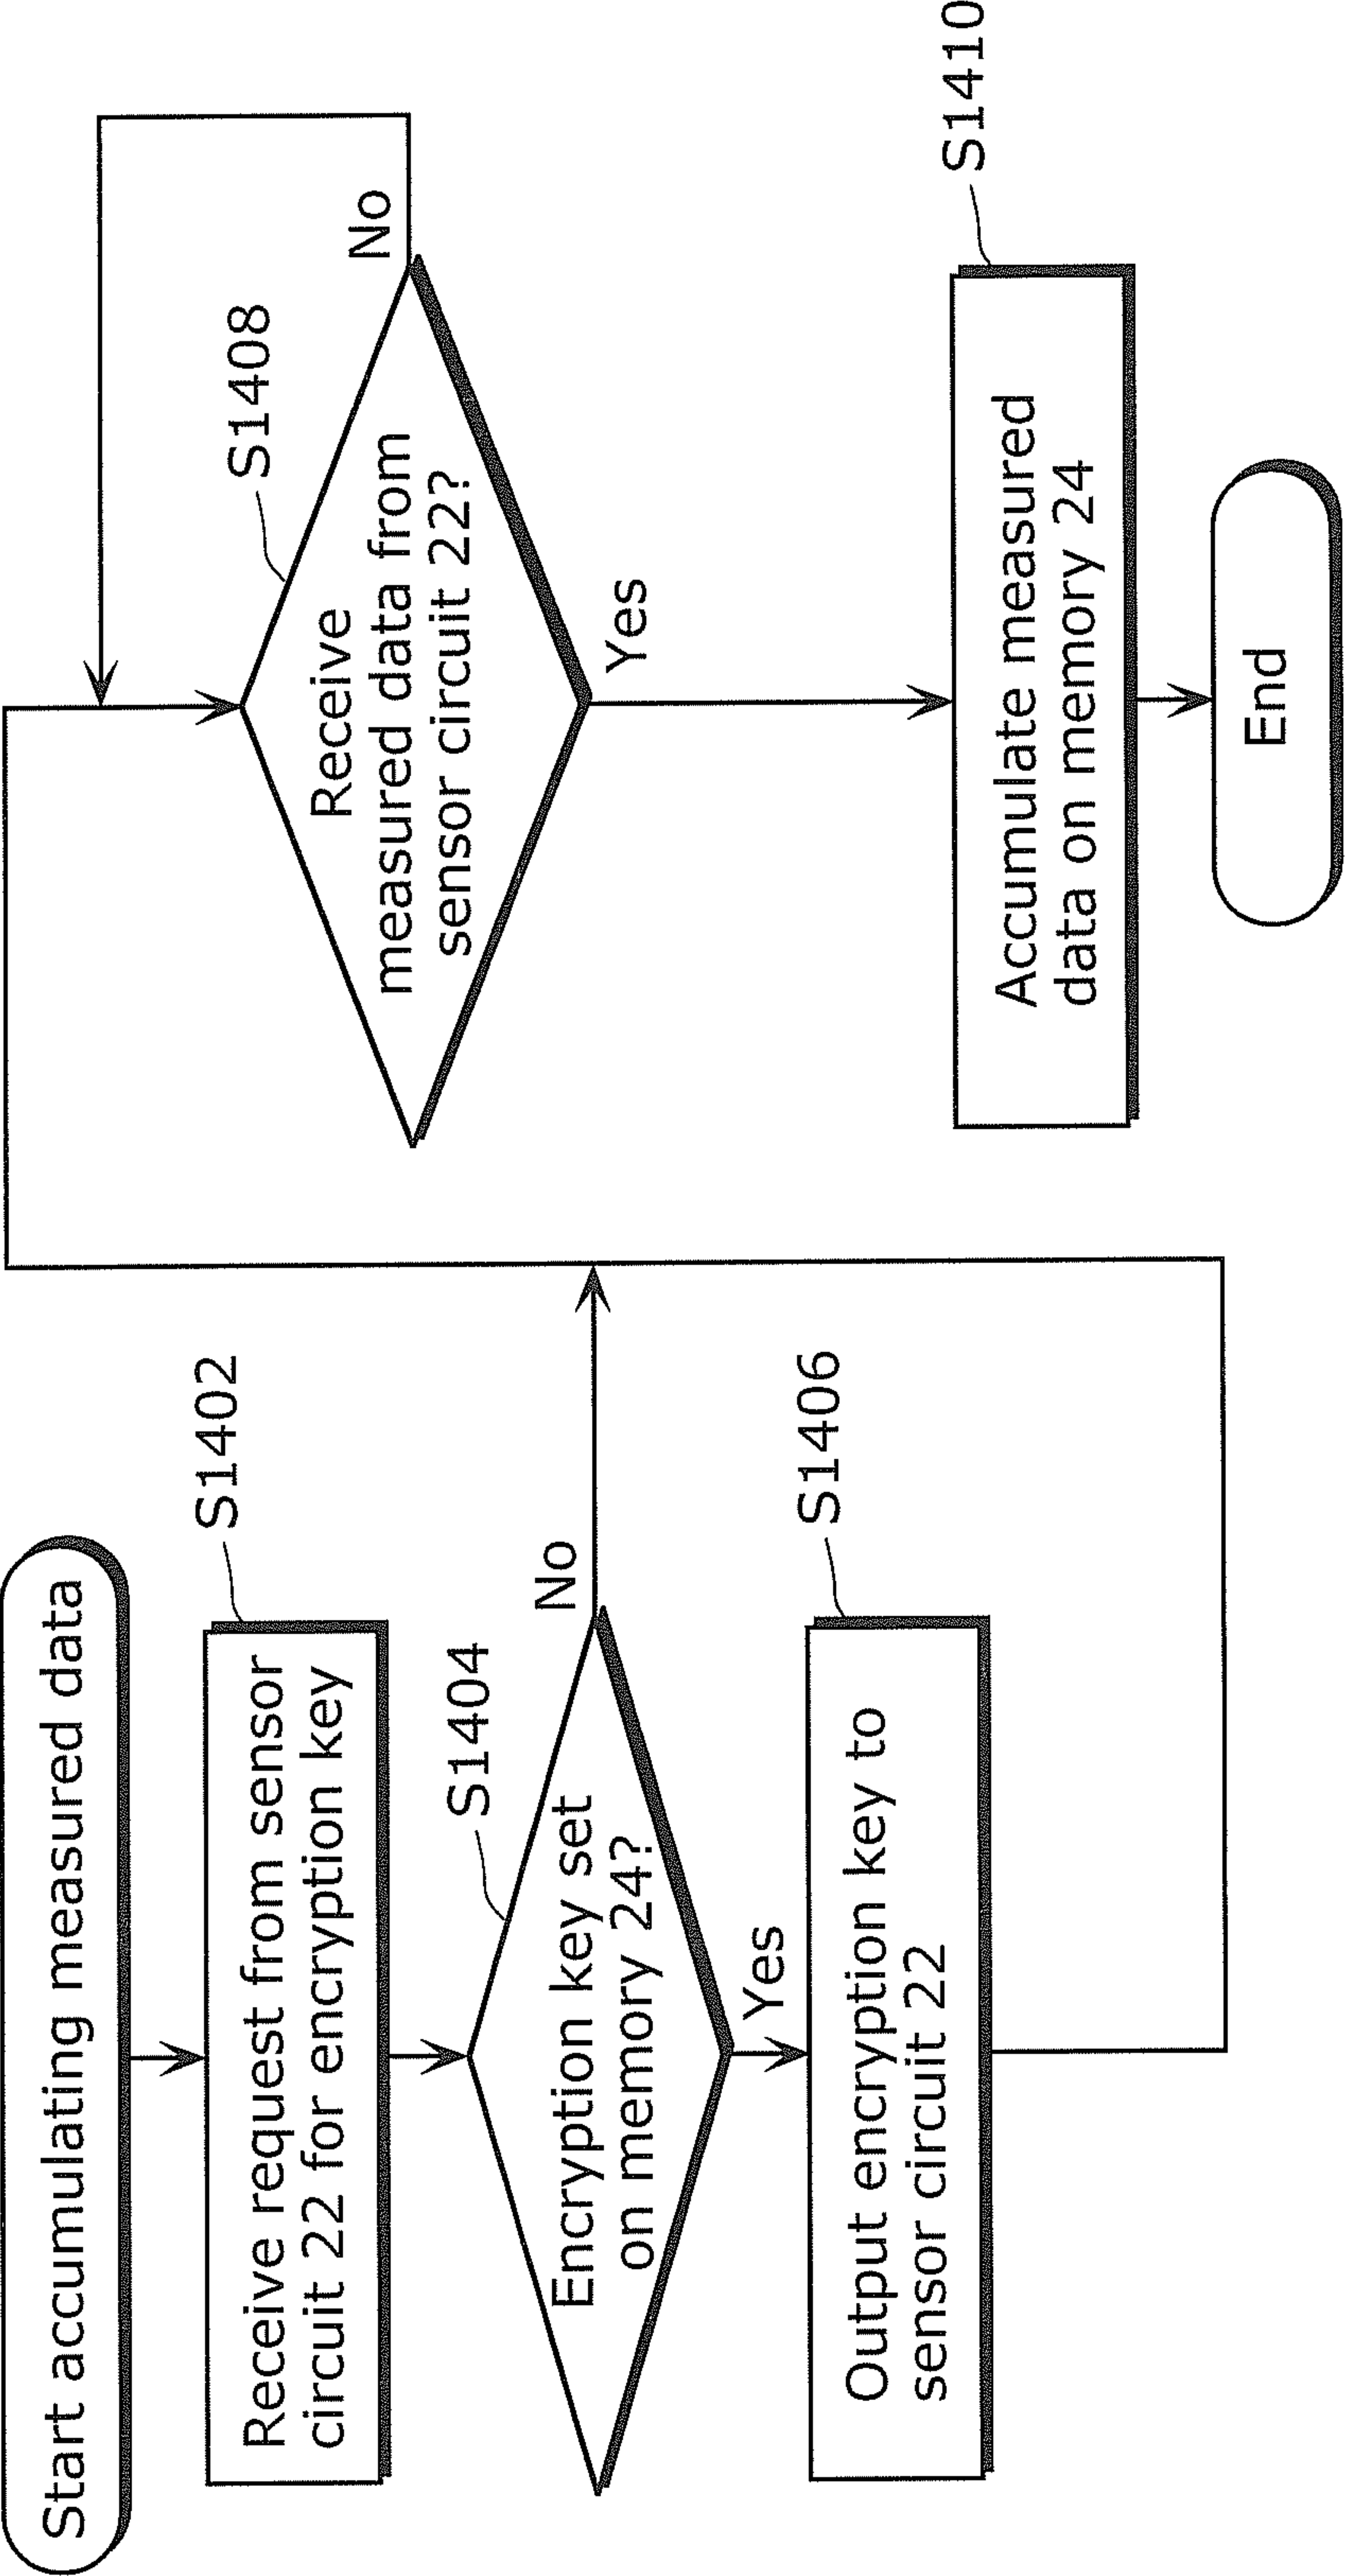 Start accumulating measured data
S1402
Receive request from sensor
circuit 22 for encryption key
S1404
Encryption key set
on memory 24?
No
Yes
S1406
Output encryption key to
sensor circuit 22
S1408
Receive
measured data from
sensor circuit 22?
No
Yes
S1410
Accumulate measured
data on memory 24
End